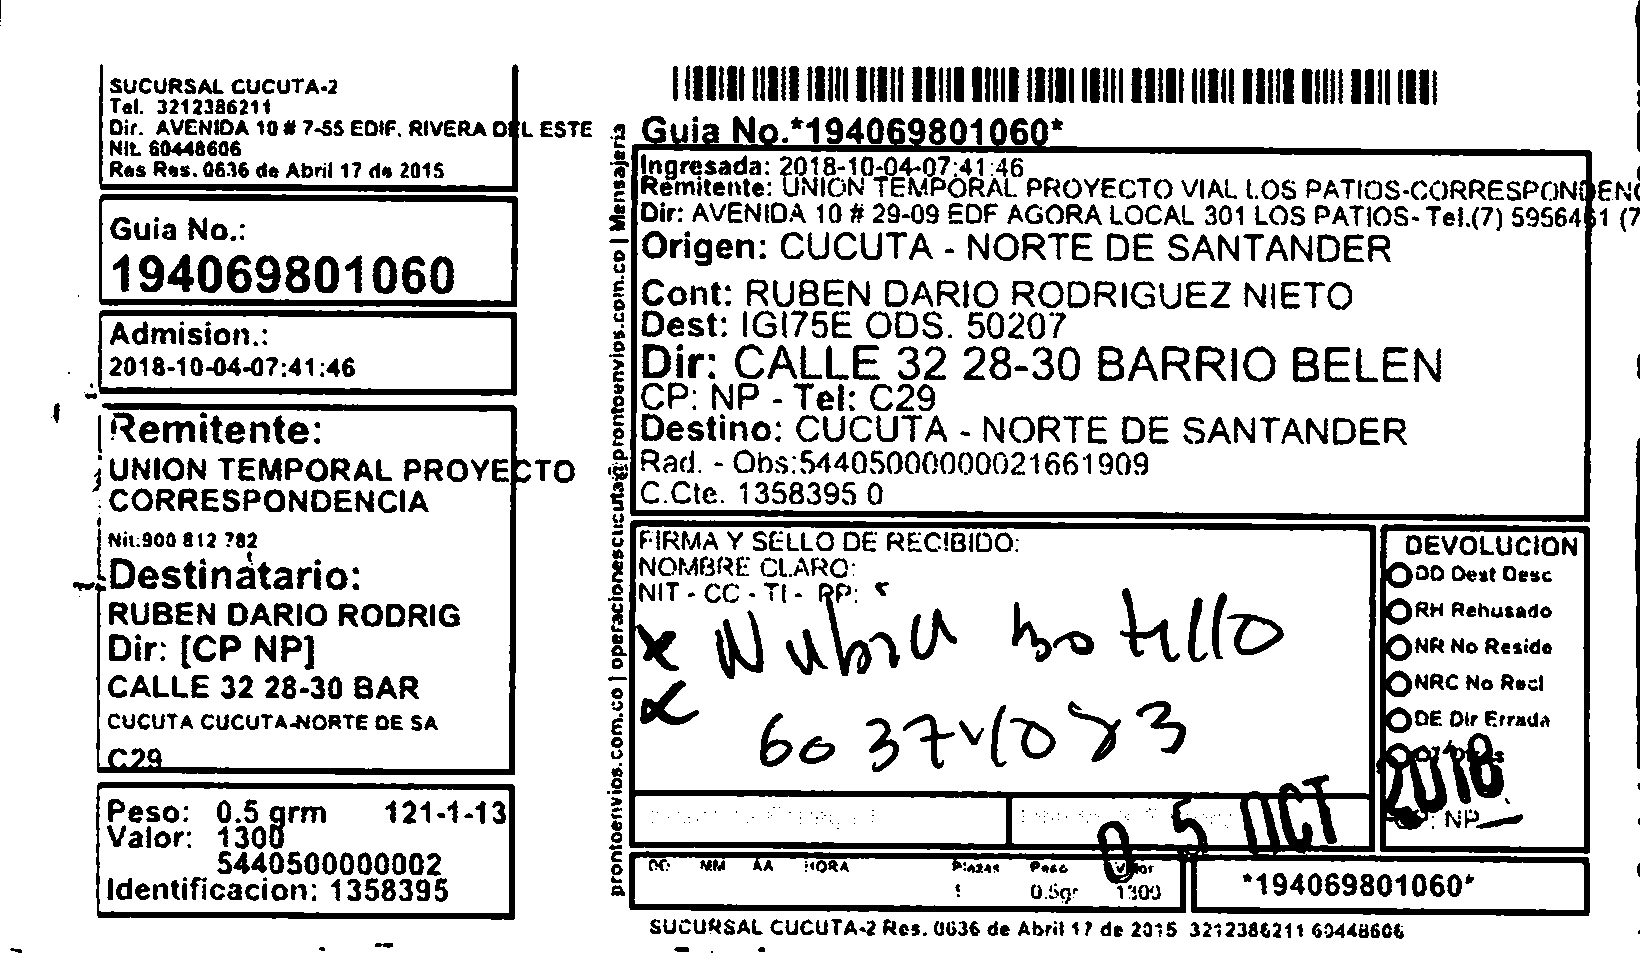 SUCURSAL CUCUTA-2
Tel. 3212386211
Dir. AVENIDA 10 # 7-55 EDIF. RIVERA DEL ESTE
Nit. 60448606
Res Res. 0636 de Abril 17 de 2015
Guia No.:
194069801060
Admision.:
2018-10-04-07:41:46
Remitente:
UNION TEMPORAL PROYECTO
CORRESPONDENCIA
Nit:900 812 782
Destinatario:
RUBEN DARIO RODRIG
Dir: [CP NP]
CALLE 32 28-30 BAR
CUCUTA CUCUTA-NORTE DE SA
C29
Peso: 0.5 grm 121-1-13
Valor: 1300
5440500000002
Identificacion: 1358395
prontoenvios.com.co | operacionescucuta@prontoenvios.com.co | Mensajeria
Guia No.*194069801060*
Ingresada: 2018-10-04-07:41:46
Remitente: UNION TEMPORAL PROYECTO VIAL LOS PATIOS-CORRESPONDENC
Dir: AVENIDA 10 # 29-09 EDF AGORA LOCAL 301 LOS PATIOS- Tel.(7) 5956461 (7
Origen: CUCUTA - NORTE DE SANTANDER
Cont: RUBEN DARIO RODRIGUEZ NIETO
Dest: IGI75E ODS. 50207
Dir: CALLE 32 28-30 BARRIO BELEN
CP: NP - Tel: C29
Destino: CUCUTA - NORTE DE SANTANDER
Rad. - Obs:54405000000021661909
C.Cte. 1358395 0
FIRMA Y SELLO DE RECIBIDO:
NOMBRE CLARO:
NIT - CC - TI - RP:
x Nubia botello
x
DEVOLUCION
DD Dest Desc
RH Rehusado
NR No Reside
NRC No Recl
DE Dir Errada
NP
05 OCT 2018
DD MM AA HORA Piezas Peso Valor
1 0.5gr 1300
*194069801060*
SUCURSAL CUCUTA-2 Res. 0636 de Abril 17 de 2015 3212386211 60448606